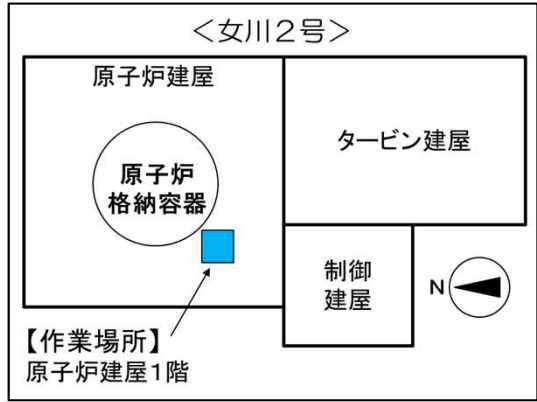 ＜女川２号＞
原子炉建屋
タービン建屋
原子炉
格納容器
制御
建屋
N
【作業場所】
原子炉建屋１階